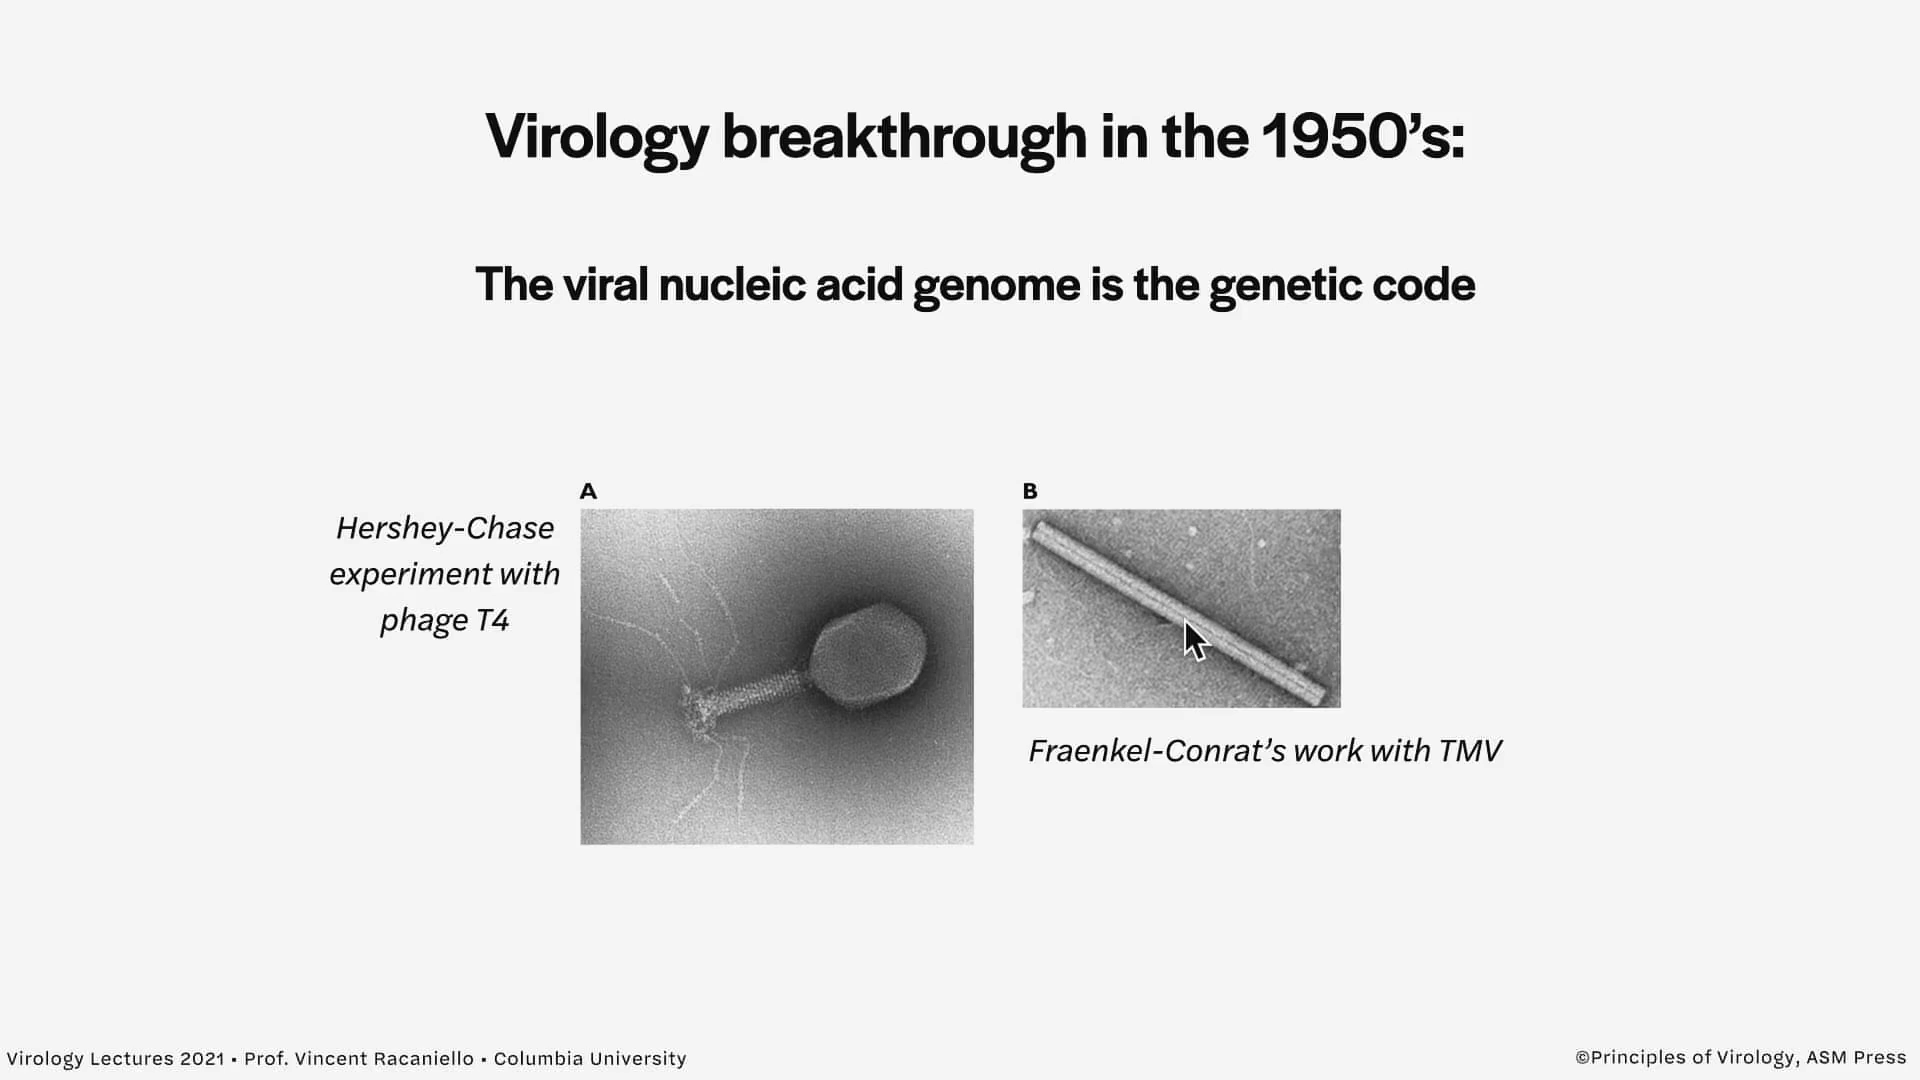 Virology breakthrough in the 1950’s:
The viral nucleic acid genome is the genetic code
A
Hershey-Chase
experiment with
phage T4
B
Fraenkel-Conrat’s work with TMV
Virology Lectures 2021 • Prof. Vincent Racaniello • Columbia University
©Principles of Virology, ASM Press